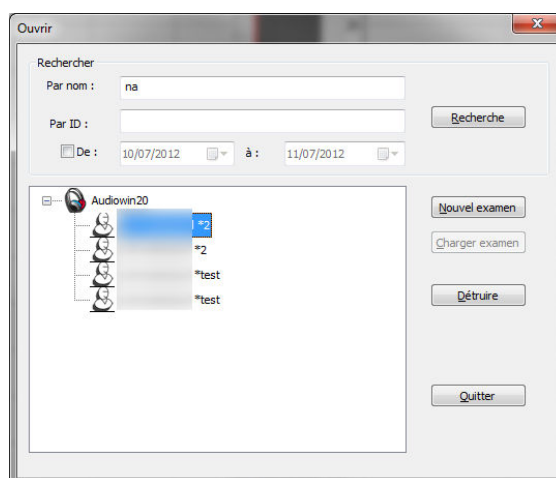 Ouvrir
Rechercher
Par nom : na
Par ID :
Recherche
De : 10/07/2012 à : 11/07/2012
Audiowin20
*2
*2
*test
*test
Nouvel examen
Charger examen
Détruire
Quitter